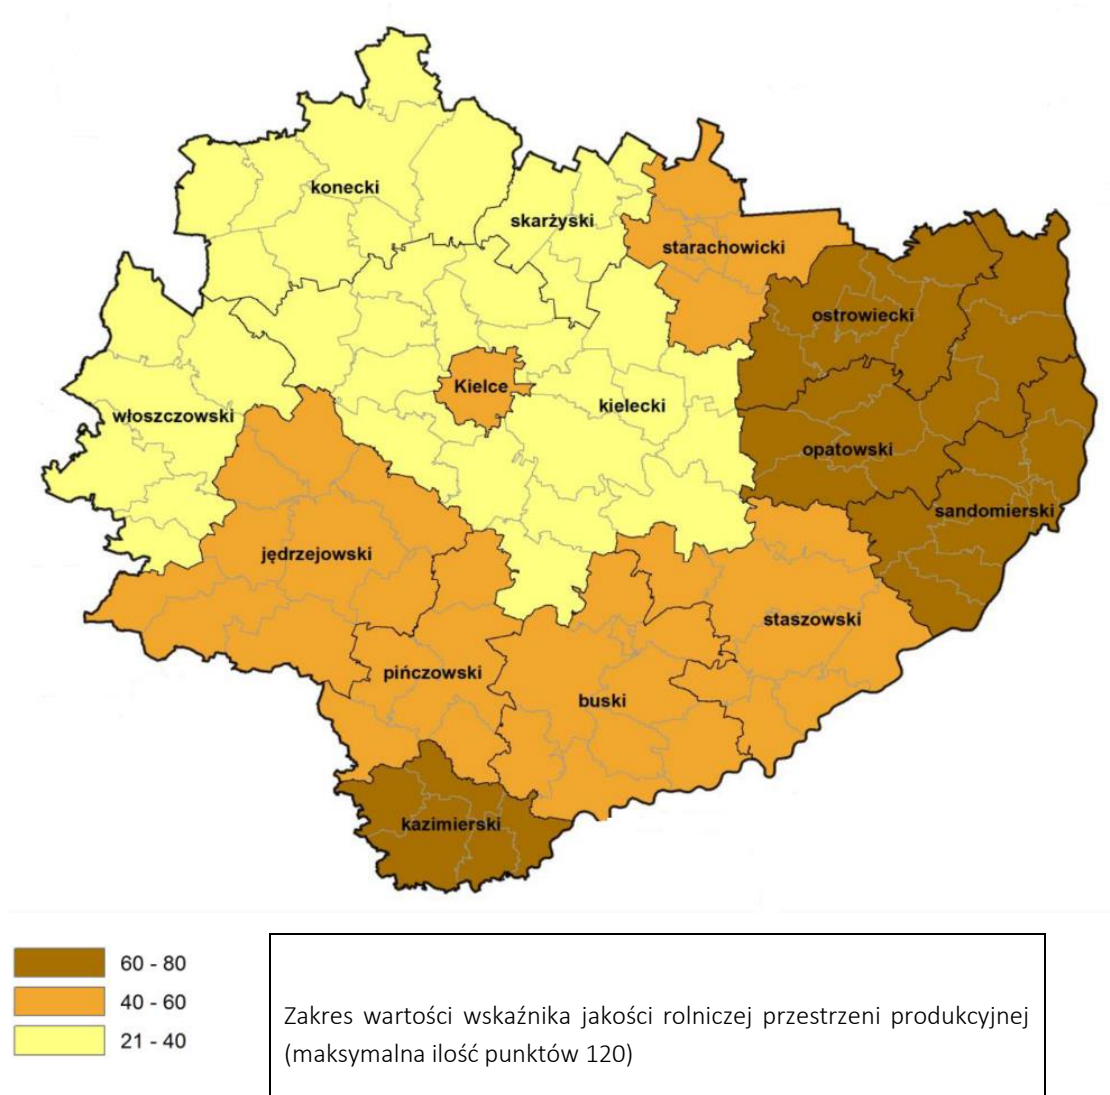 konecki
skarżyski
starachowicki
ostrowiecki
Kielce
kielecki
włoszczowski
opatowski
sandomierski
jędrzejowski
staszowski
pińczowski
buski
kazimierski
60 - 80
40 - 60
21 - 40
Zakres wartości wskaźnika jakości rolniczej przestrzeni produkcyjnej
(maksymalna ilość punktów 120)